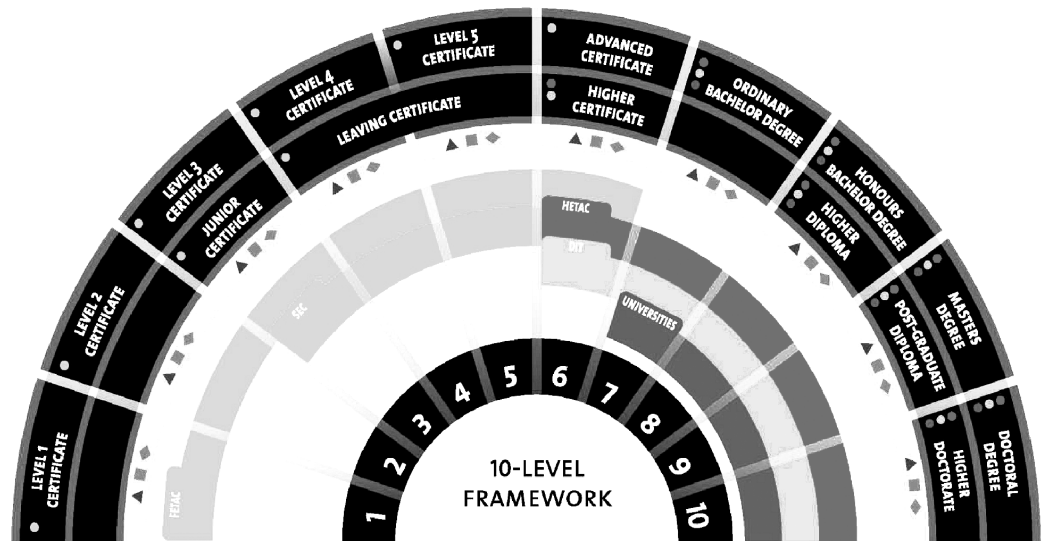 LEVEL 1
CERTIFICATE
LEVEL 2
CERTIFICATE
LEVEL 3
CERTIFICATE
JUNIOR
CERTIFICATE
LEVEL 4
CERTIFICATE
LEVEL 5
CERTIFICATE
LEAVING CERTIFICATE
ADVANCED
CERTIFICATE
HIGHER
CERTIFICATE
ORDINARY
BACHELOR DEGREE
HONOURS
BACHELOR DEGREE
HIGHER
DIPLOMA
MASTERS
DEGREE
POST-GRADUATE
DIPLOMA
DOCTORAL
DEGREE
HIGHER
DOCTORATE
FETAC
SEC
HETAC
DIT
UNIVERSITIES
1
2
3
4
5
6
7
8
9
10
10-LEVEL
FRAMEWORK